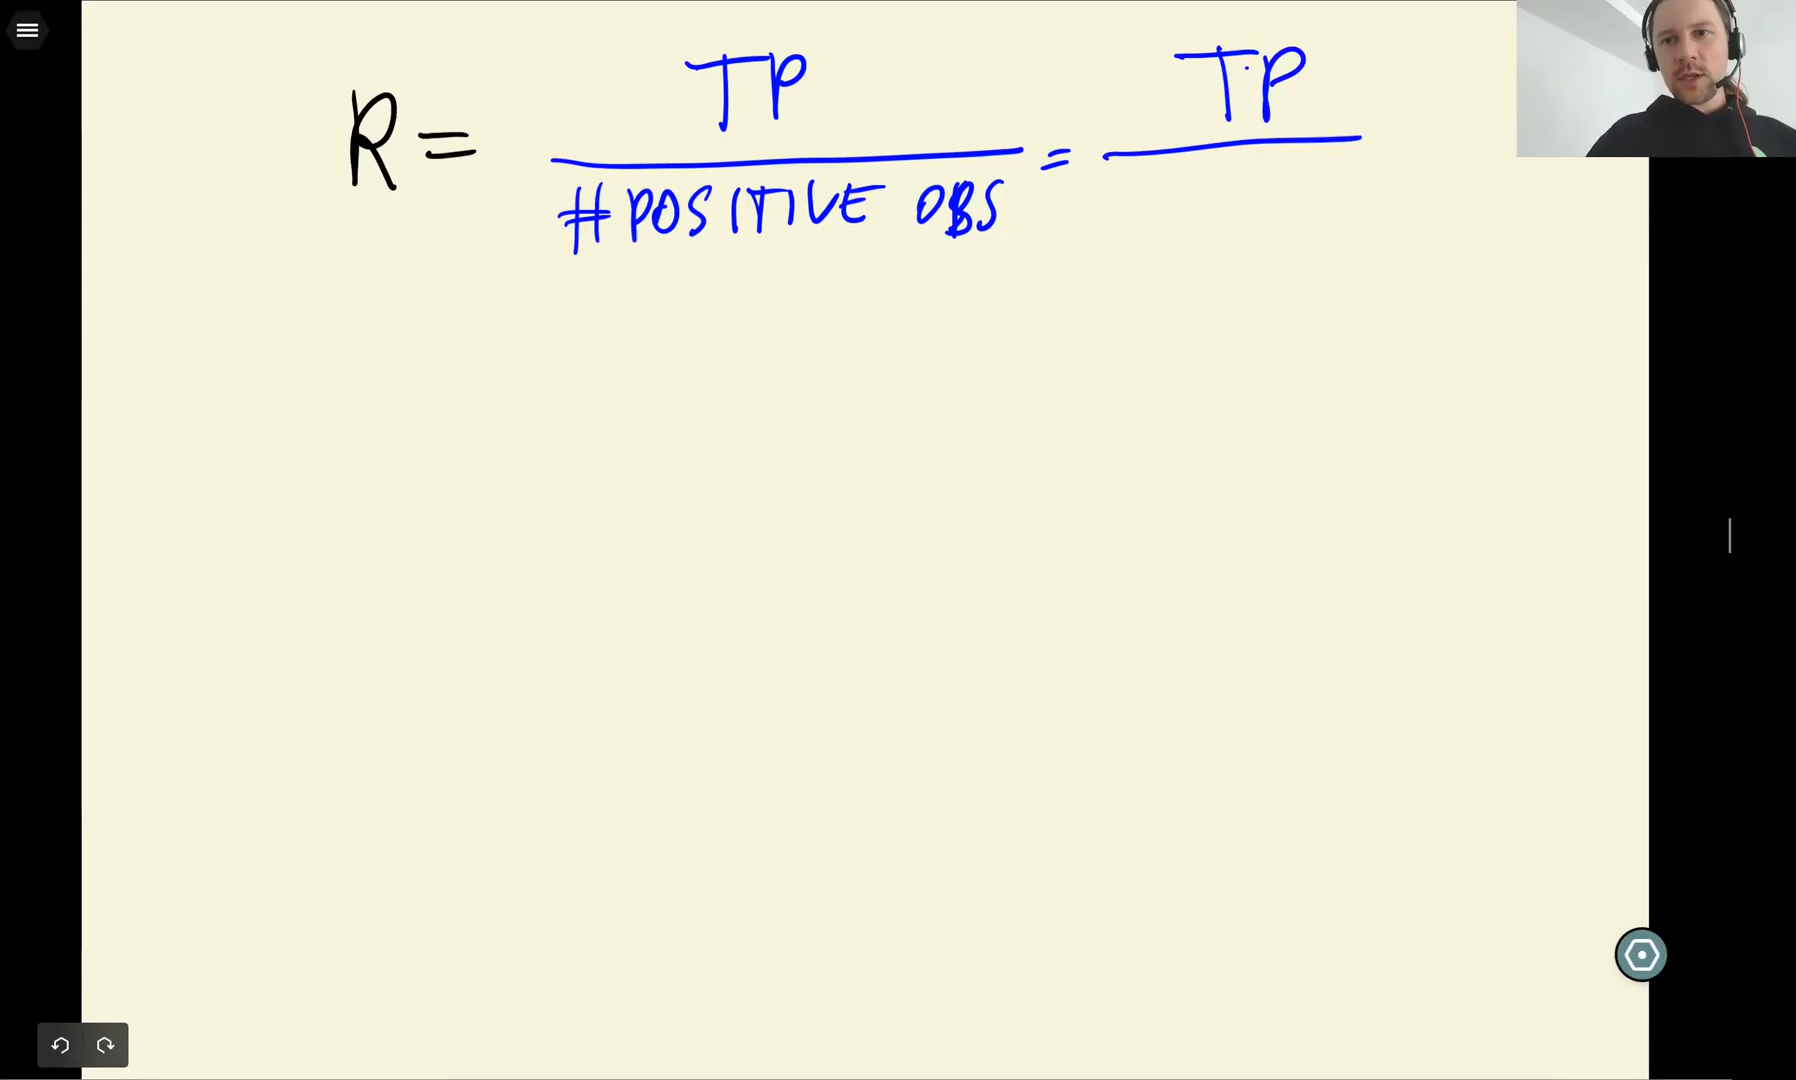 R = TP = TP
# POSITIVE OBS